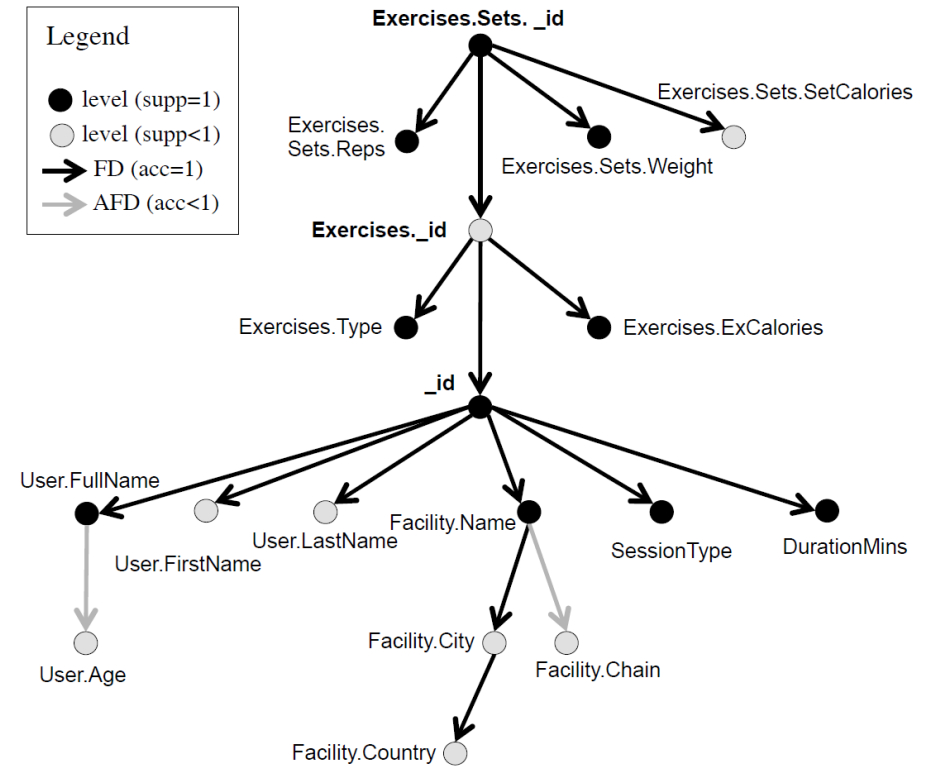 Legend
level (supp=1)
level (supp<1)
FD (acc=1)
AFD (acc<1)
Exercises.Sets. _id
Exercises.
Sets.Reps
Exercises.Sets.Weight
Exercises.Sets.SetCalories
Exercises._id
Exercises.Type
Exercises.ExCalories
_id
User.FullName
User.FirstName
User.LastName
Facility.Name
SessionType
DurationMins
User.Age
Facility.City
Facility.Chain
Facility.Country